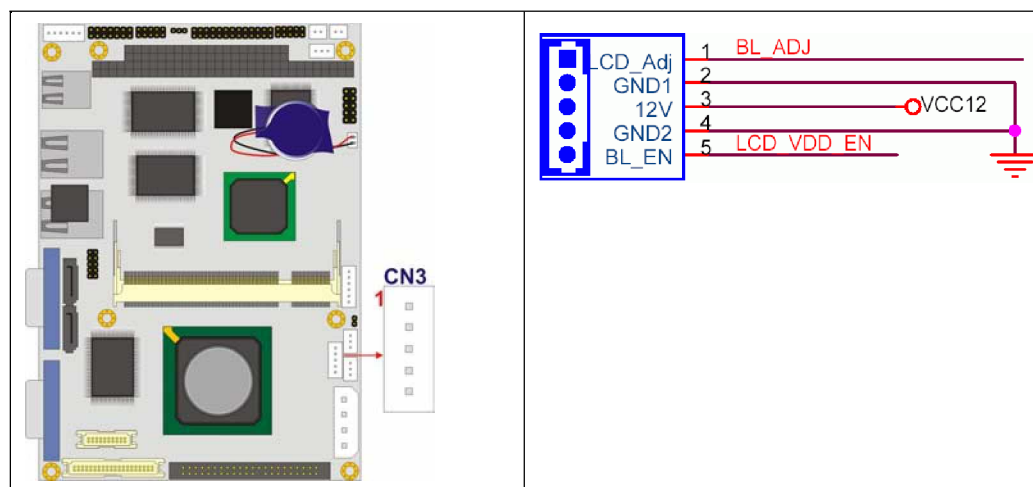 CN3
1
LCD_Adj 1 BL_ADJ
GND1 2
12V 3 VCC12
GND2 4
BL_EN 5 LCD_VDD_EN